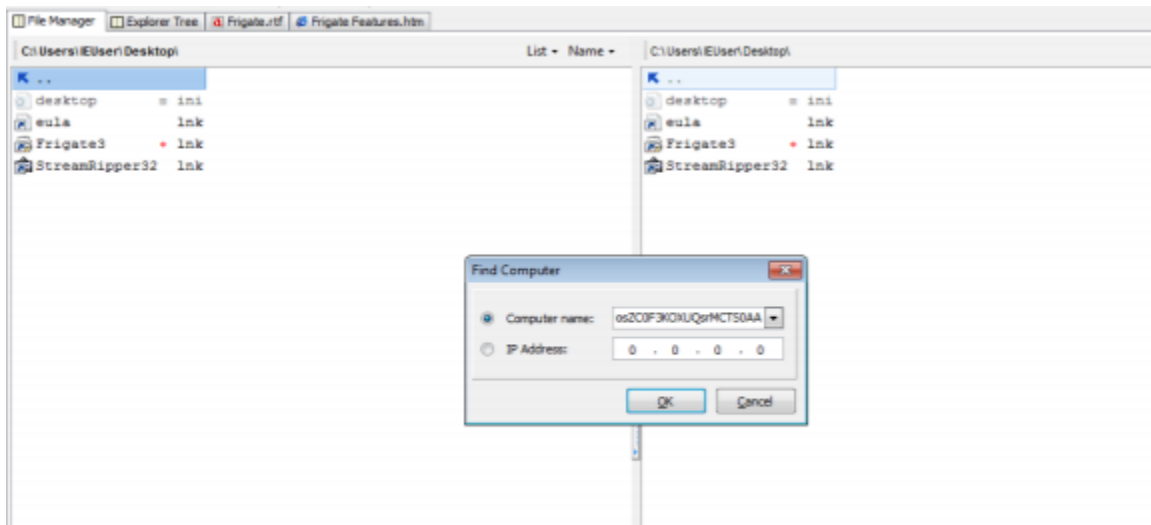 File Manager Explorer Tree Frigate.rtf Frigate Features.htm
C:\Users\IEUser\Desktop\ List Name C:\Users\IEUser\Desktop\
.. ..
desktop ini desktop ini
eula lnk eula lnk
Frigate3 lnk Frigate3 lnk
StreamRipper32 lnk StreamRipper32 lnk
Find Computer
Computer name:
IP Address: 0 . 0 . 0 . 0
OK Cancel